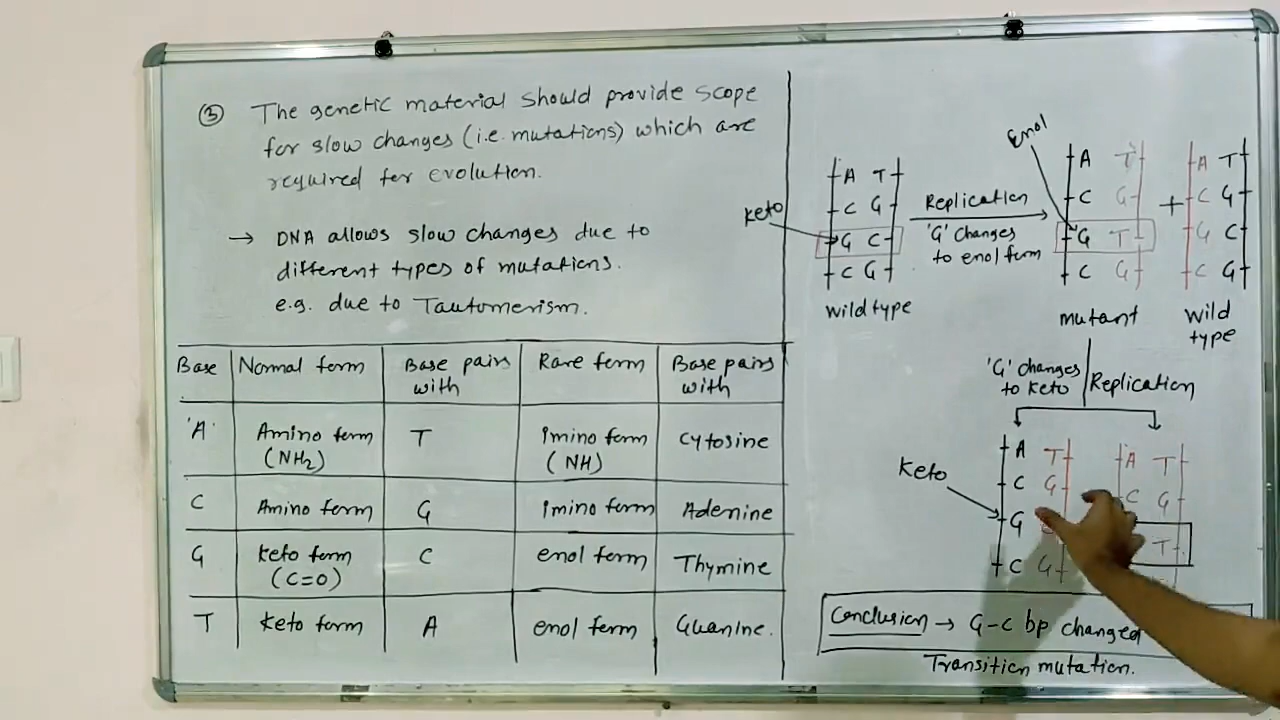 ③ The genetic material should provide scope
for slow changes (i.e. mutations) which are
required for evolution.
→ DNA allows slow changes due to
different types of mutations.
e.g. due to Tautomerism.
Base Normal form Base pairs with Rare form Base pairs with
'A' Amino form (NH₂) T Imino form (NH) Cytosine
C Amino form G Imino form Adenine
G Keto form (C=O) C enol form Thymine
T Keto form A enol form Guanine.
Keto
A T
C G
G C
C G
Wild type
Replication
'G' Changes
to enol form
Enol
A T
C G
G T
C G
mutant
+
A T
C G
G C
C G
Wild
type
'G' changes
to Keto
Replication
Keto
A T
C G
G
C G
A T
C G
T
Conclusion → G-C bp changed
Transition mutation.